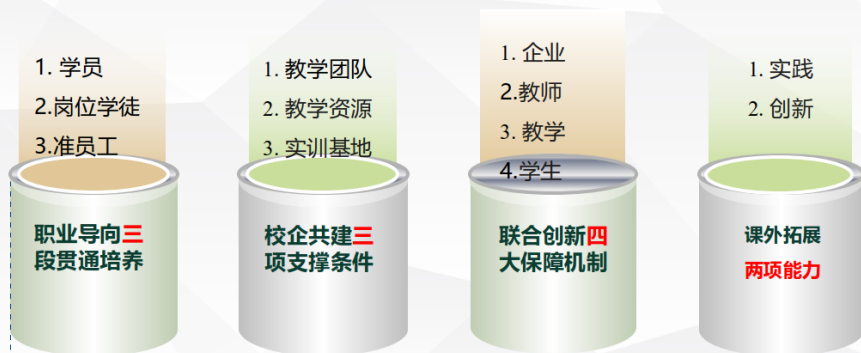 1. 学员
2.岗位学徒
3.准员工
职业导向三
段贯通培养
1. 教学团队
2. 教学资源
3. 实训基地
校企共建三
项支撑条件
1. 企业
2.教师
3. 教学
4.学生
联合创新四
大保障机制
1. 实践
2. 创新
课外拓展
两项能力